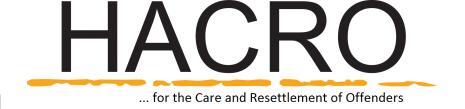 HACRO
... for the Care and Resettlement of Offenders